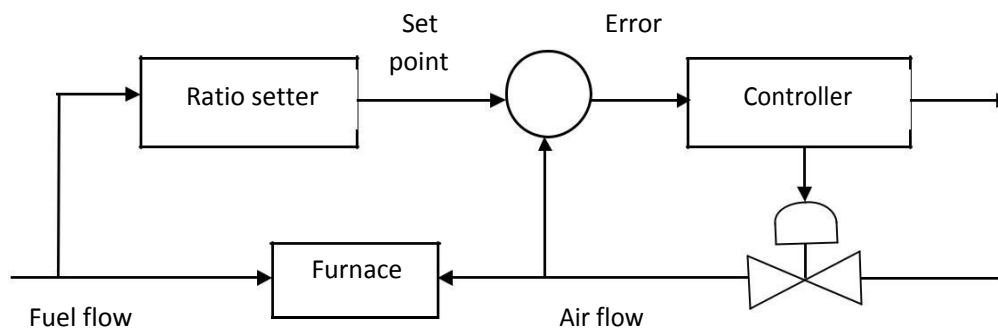 Set
point
Error
Ratio setter
Controller
Furnace
Fuel flow
Air flow